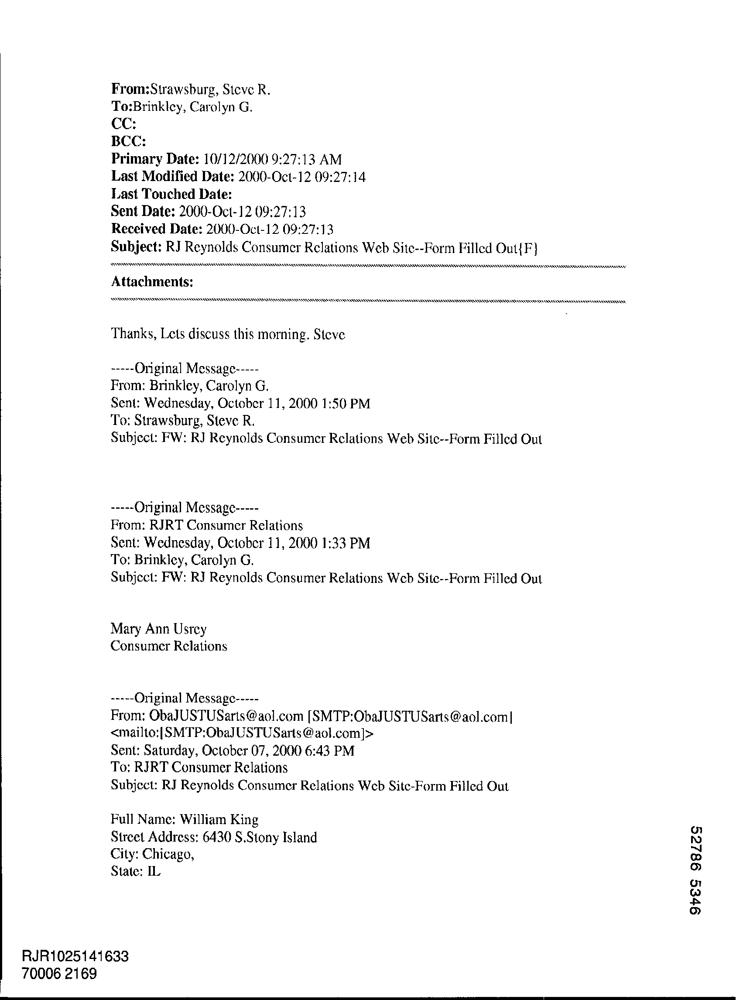 From:Strawsburg, Steve R.
To:Brinkley, Carolyn G.
CC:
BCC:
Primary Date: 10/12/2000 9:27:13 AM
Last Modified Date: 2000-Oct-12 09:27:14
Last Touched Date:
Sent Date: 2000-Oct-12 09:27:13
Received Date: 2000-Oct-12 09:27:13
Subject: RJ Reynolds Consumer Relations Web Site--Form Filled Out{F}
Attachments:
Thanks, Lets discuss this morning. Steve
-----Original Message-----
From: Brinkley, Carolyn G.
Sent: Wednesday, October 11, 2000 1:50 PM
To: Strawsburg, Steve R.
Subject: FW: RJ Reynolds Consumer Relations Web Site--Form Filled Out
-----Original Message-----
From: RJRT Consumer Relations
Sent: Wednesday, October 11, 2000 1:33 PM
To: Brinkley, Carolyn G.
Subject: FW: RJ Reynolds Consumer Relations Web Site--Form Filled Out
Mary Ann Usrey
Consumer Relations
-----Original Message-----
From: ObaJUSTUSarts@aol.com [SMTP:ObaJUSTUSarts@aol.com]
<mailto:[SMTP:ObaJUSTUSarts@aol.com]>
Sent: Saturday, October 07, 2000 6:43 PM
To: RJRT Consumer Relations
Subject: RJ Reynolds Consumer Relations Web Site-Form Filled Out
Full Name: William King
Street Address: 6430 S.Stony Island
City: Chicago,
State: IL
52786 5346
RJR1025141633
70006 2169